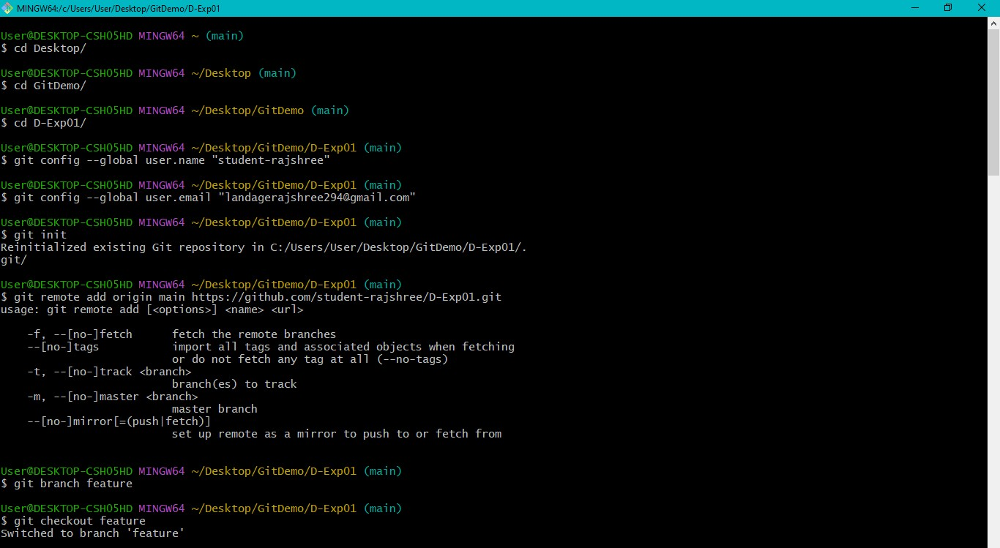 MINGW64:/c/Users/User/Desktop/GitDemo/D-Exp01
User@DESKTOP-CSH05HD MINGW64 ~ (main)
$ cd Desktop/
User@DESKTOP-CSH05HD MINGW64 ~/Desktop (main)
$ cd GitDemo/
User@DESKTOP-CSH05HD MINGW64 ~/Desktop/GitDemo (main)
$ cd D-Exp01/
User@DESKTOP-CSH05HD MINGW64 ~/Desktop/GitDemo/D-Exp01 (main)
$ git config --global user.name "student-rajshree"
User@DESKTOP-CSH05HD MINGW64 ~/Desktop/GitDemo/D-Exp01 (main)
$ git config --global user.email "landagerajshree294@gmail.com"
User@DESKTOP-CSH05HD MINGW64 ~/Desktop/GitDemo/D-Exp01 (main)
$ git init
Reinitialized existing Git repository in C:/Users/User/Desktop/GitDemo/D-Exp01/.
git/
User@DESKTOP-CSH05HD MINGW64 ~/Desktop/GitDemo/D-Exp01 (main)
$ git remote add origin main https://github.com/student-rajshree/D-Exp01.git
usage: git remote add [<options>] <name> <url>
    -f, --[no-]fetch      fetch the remote branches
    --[no-]tags           import all tags and associated objects when fetching
                          or do not fetch any tag at all (--no-tags)
    -t, --[no-]track <branch>
                          branch(es) to track
    -m, --[no-]master <branch>
                          master branch
    --[no-]mirror[=(push|fetch)]
                          set up remote as a mirror to push to or fetch from
User@DESKTOP-CSH05HD MINGW64 ~/Desktop/GitDemo/D-Exp01 (main)
$ git branch feature
User@DESKTOP-CSH05HD MINGW64 ~/Desktop/GitDemo/D-Exp01 (main)
$ git checkout feature
Switched to branch 'feature'